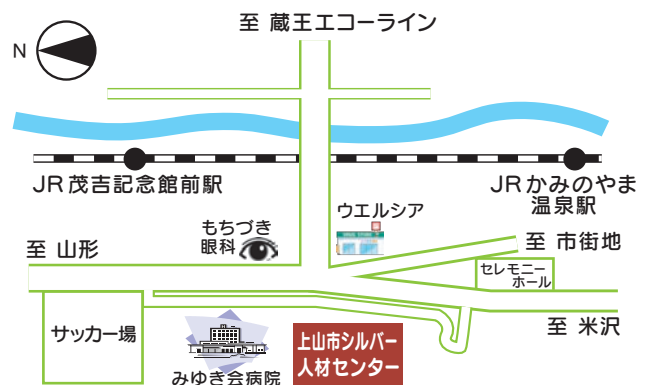 至 蔵王エコーライン
N
JR茂吉記念館前駅
JRかみのやま
温泉駅
ウエルシア
もちづき
眼科
至 山形
至 市街地
セレモニー
ホール
サッカー場
至 米沢
上山市シルバー
人材センター
みゆき会病院